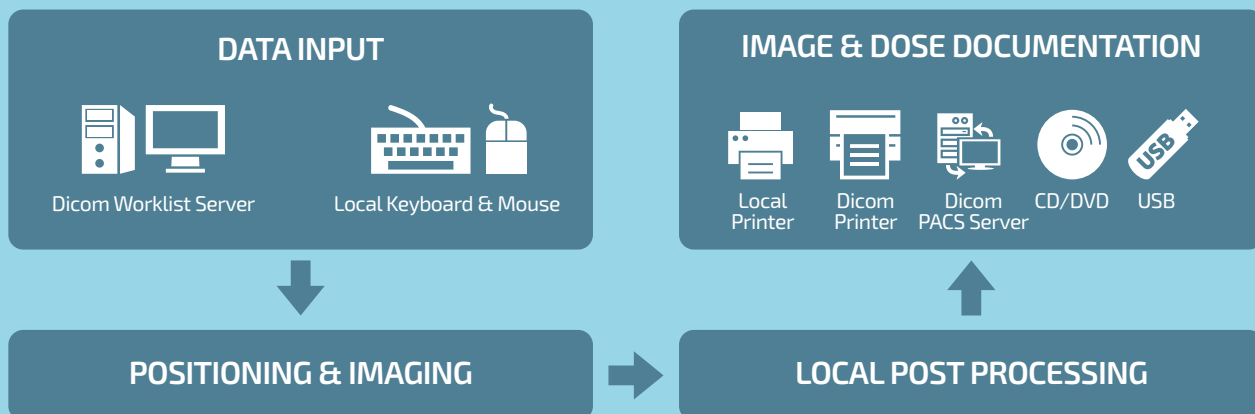 DATA INPUT
Dicom Worklist Server
Local Keyboard & Mouse
IMAGE & DOSE DOCUMENTATION
USB
Local
Printer
Dicom
Printer
Dicom
PACS Server
CD/DVD
USB
POSITIONING & IMAGING
LOCAL POST PROCESSING